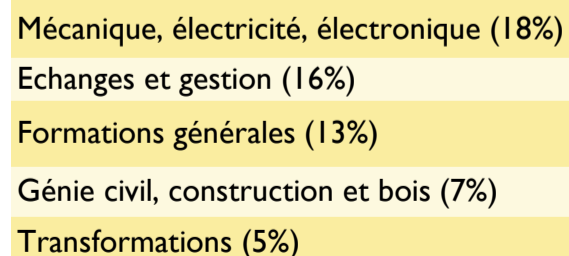 Mécanique, électricité, électronique (18%)
Echanges et gestion (16%)
Formations générales (13%)
Génie civil, construction et bois (7%)
Transformations (5%)